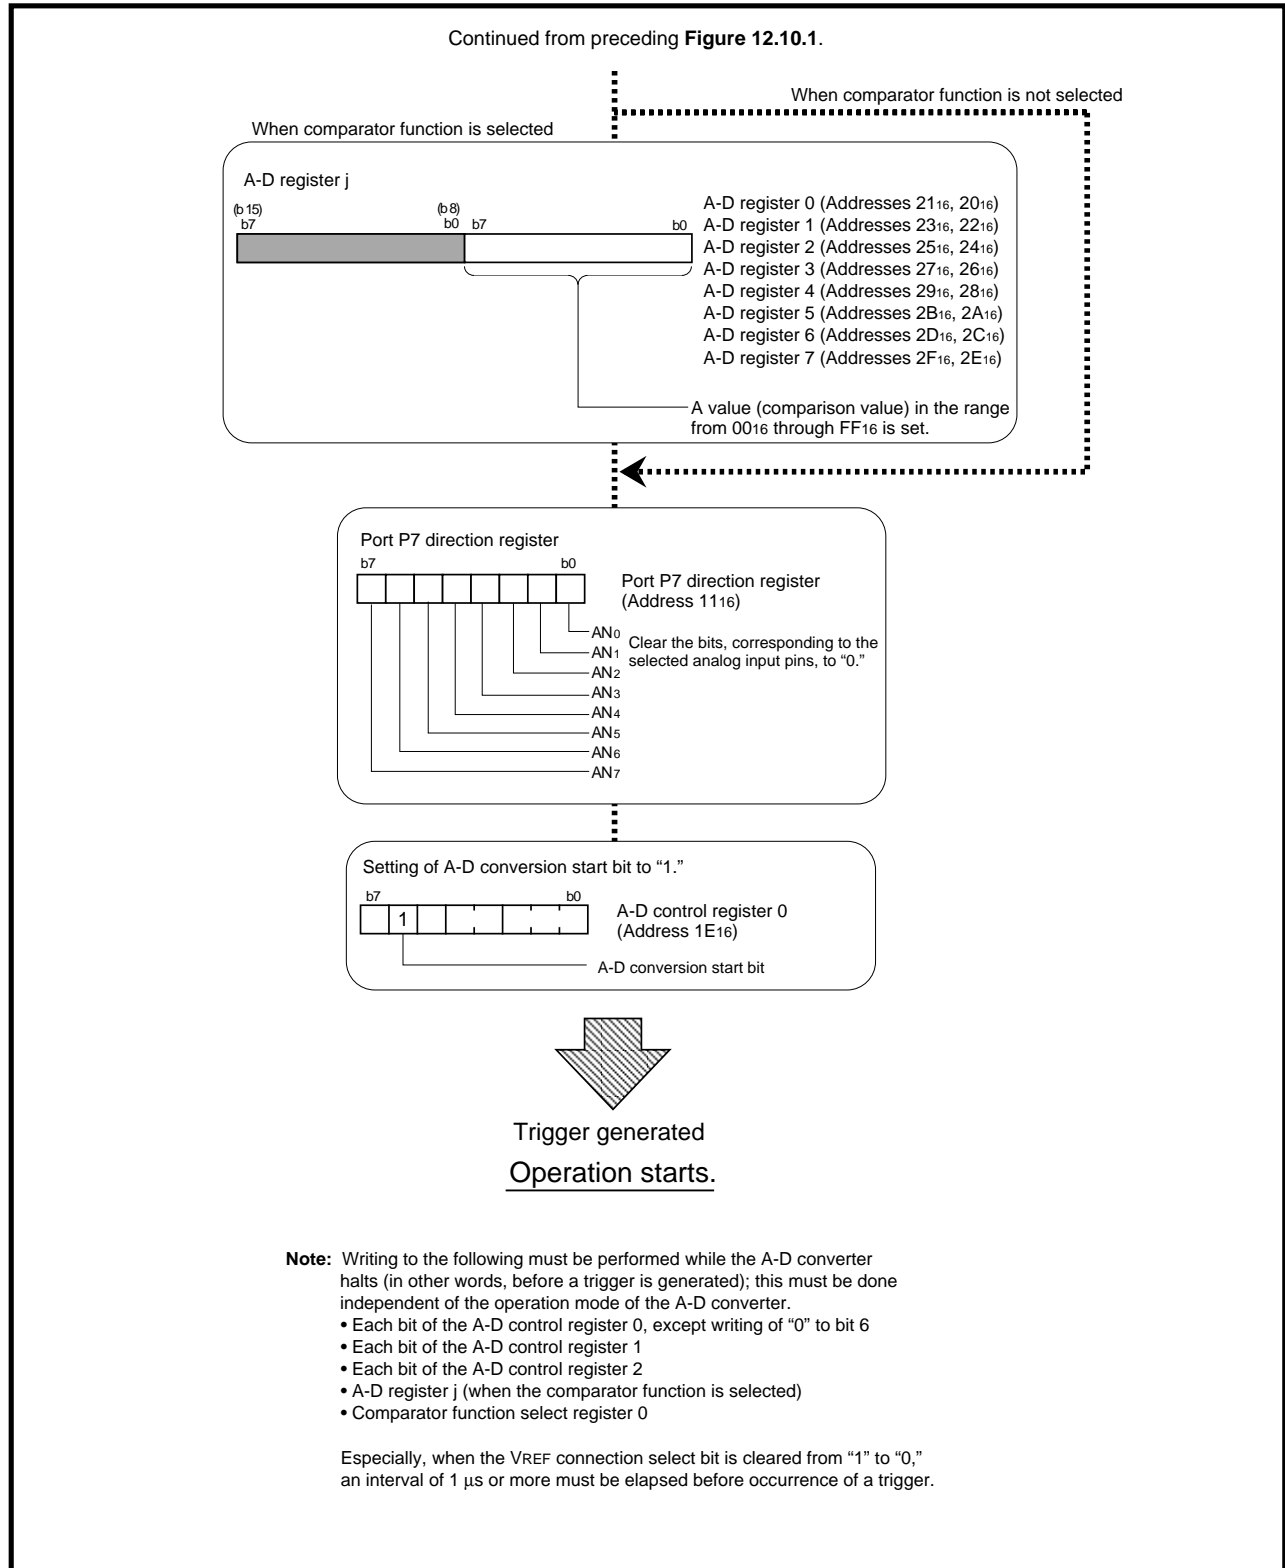 Continued from preceding Figure 12.10.1.
When comparator function is not selected
When comparator function is selected
A-D register j
(b 15) (b 8)
b7 b0 b7 b0
A-D register 0 (Addresses 2116, 2016)
A-D register 1 (Addresses 2316, 2216)
A-D register 2 (Addresses 2516, 2416)
A-D register 3 (Addresses 2716, 2616)
A-D register 4 (Addresses 2916, 2816)
A-D register 5 (Addresses 2B16, 2A16)
A-D register 6 (Addresses 2D16, 2C16)
A-D register 7 (Addresses 2F16, 2E16)
A value (comparison value) in the range
from 0016 through FF16 is set.
Port P7 direction register
b7 b0
Port P7 direction register
(Address 1116)
AN0
AN1
AN2
AN3
AN4
AN5
AN6
AN7
Clear the bits, corresponding to the
selected analog input pins, to “0.”
Setting of A-D conversion start bit to “1.”
b7 b0
1
A-D control register 0
(Address 1E16)
A-D conversion start bit
Trigger generated
Operation starts.
Note: Writing to the following must be performed while the A-D converter
halts (in other words, before a trigger is generated); this must be done
independent of the operation mode of the A-D converter.
• Each bit of the A-D control register 0, except writing of “0” to bit 6
• Each bit of the A-D control register 1
• Each bit of the A-D control register 2
• A-D register j (when the comparator function is selected)
• Comparator function select register 0
Especially, when the VREF connection select bit is cleared from “1” to “0,”
an interval of 1 μs or more must be elapsed before occurrence of a trigger.